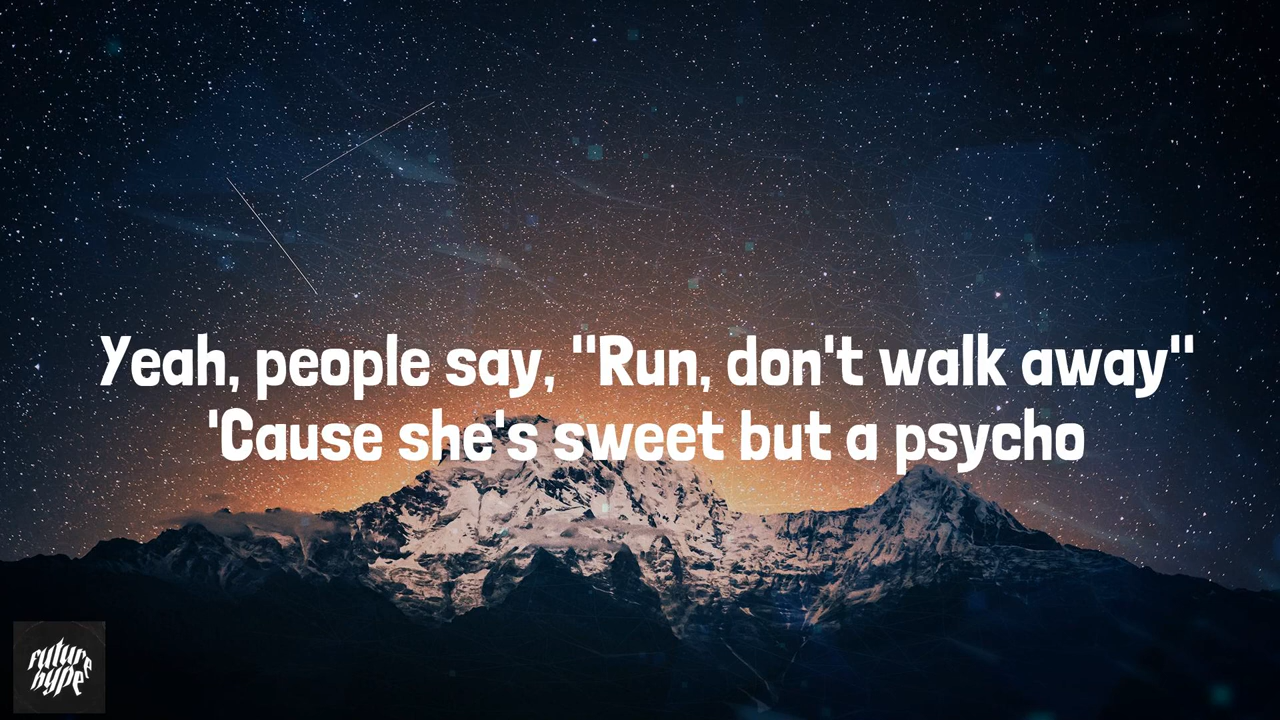 Yeah, people say, "Run, don't walk away"
'Cause she's sweet but a psycho
future
hype